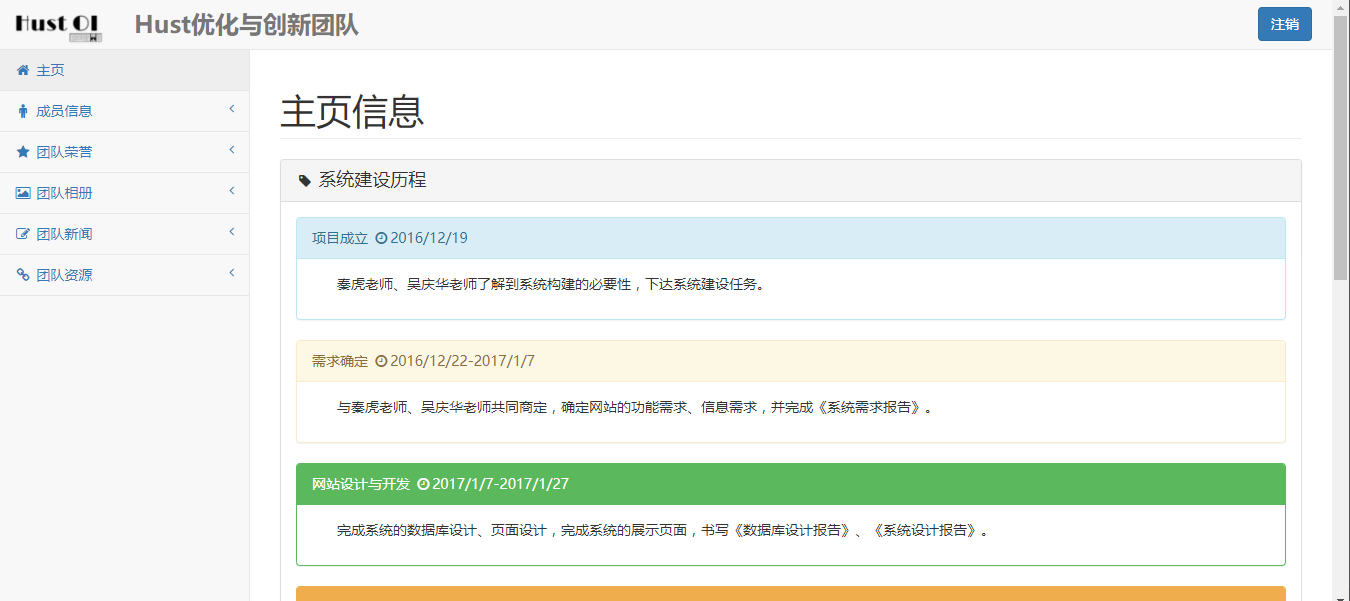 Hust OI
Hust优化与创新团队
注销
主页
成员信息
团队荣誉
团队相册
团队新闻
团队资源
主页信息
系统建设历程
项目成立 2016/12/19
秦虎老师、吴庆华老师了解到系统构建的必要性，下达系统建设任务。
需求确定 2016/12/22-2017/1/7
与秦虎老师、吴庆华老师共同商定，确定网站的功能需求、信息需求，并完成《系统需求报告》。
网站设计与开发 2017/1/7-2017/1/27
完成系统的数据库设计、页面设计，完成系统的展示页面，书写《数据库设计报告》、《系统设计报告》。